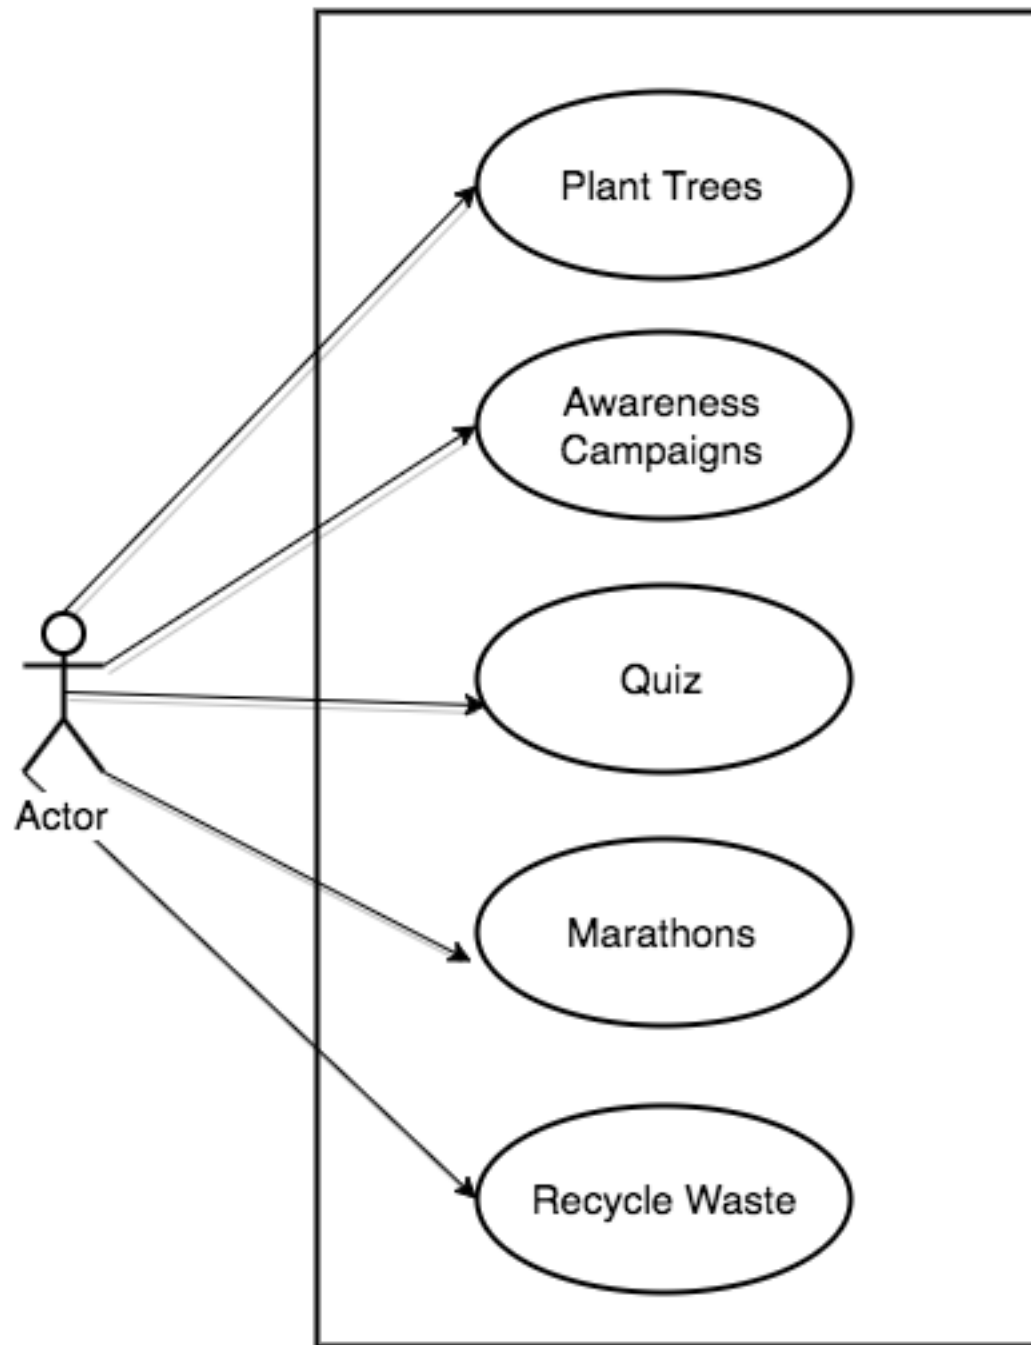 Plant Trees
Awareness
Campaigns
Quiz
Actor
Marathons
Recycle Waste